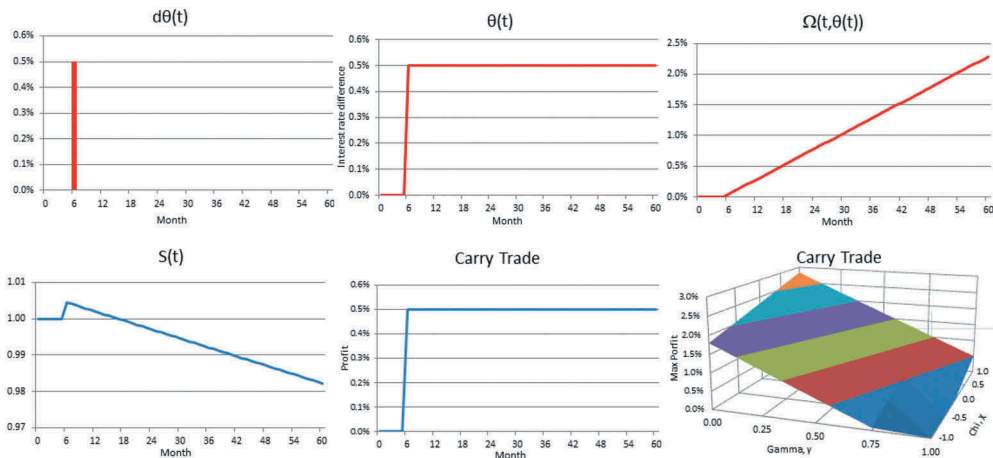 dθ(t)
0.6%
0.5%
0.4%
0.3%
0.2%
0.1%
0.0%
0 6 12 18 24 30 36 42 48 54 60
Month
θ(t)
Interest rate difference
0.6%
0.5%
0.4%
0.3%
0.2%
0.1%
0.0%
0 6 12 18 24 30 36 42 48 54 60
Month
Ω(t,θ(t))
2.5%
2.0%
1.5%
1.0%
0.5%
0.0%
0 6 12 18 24 30 36 42 48 54 60
Month
S(t)
1.01
1.00
0.99
0.98
0.97
0 6 12 18 24 30 36 42 48 54 60
Month
Carry Trade
Profit
0.6%
0.5%
0.4%
0.3%
0.2%
0.1%
0.0%
0 6 12 18 24 30 36 42 48 54 60
Month
Carry Trade
Max Porfit
3.0%
2.5%
2.0%
1.5%
1.0%
0.5%
0.0%
0.00 0.25 0.50 0.75 1.00
Gamma, γ
1.0
0.0
-0.5
-1.0
Chi, χ